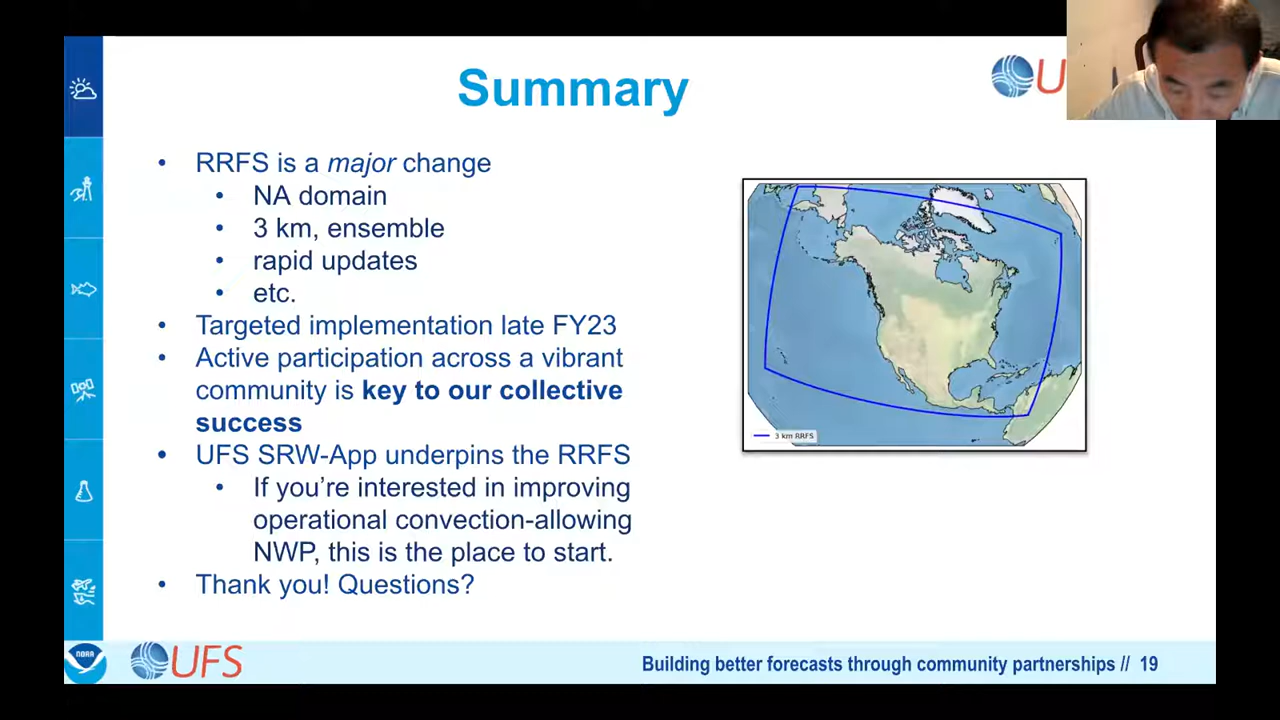 Summary
U
• RRFS is a major change
• NA domain
• 3 km, ensemble
• rapid updates
• etc.
• Targeted implementation late FY23
• Active participation across a vibrant
community is key to our collective
success
• UFS SRW-App underpins the RRFS
• If you’re interested in improving
operational convection-allowing
NWP, this is the place to start.
• Thank you! Questions?
3 km RRFS
NOAA
UFS
Building better forecasts through community partnerships // 19